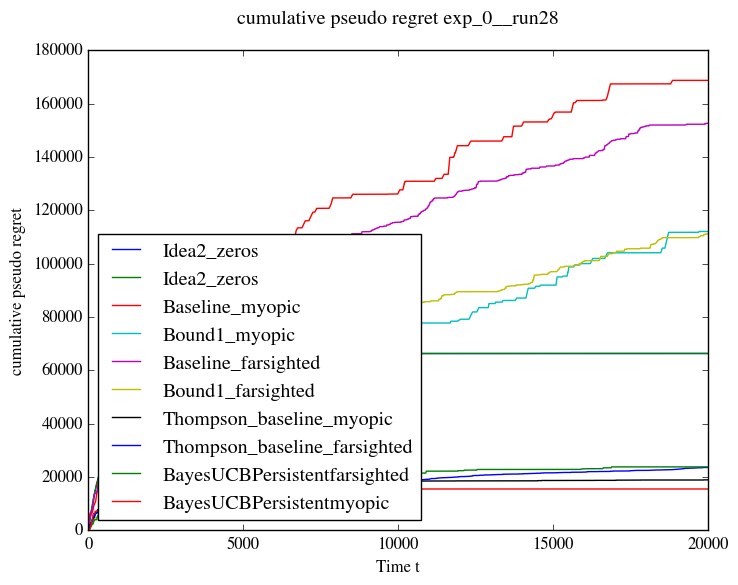 cumulative pseudo regret exp_0__run28
180000
160000
140000
120000
100000
80000
60000
40000
20000
0
cumulative pseudo regret
Idea2_zeros
Idea2_zeros
Baseline_myopic
Bound1_myopic
Baseline_farsighted
Bound1_farsighted
Thompson_baseline_myopic
Thompson_baseline_farsighted
BayesUCBPersistentfarsighted
BayesUCBPersistentmyopic
0 5000 10000 15000 20000
Time t